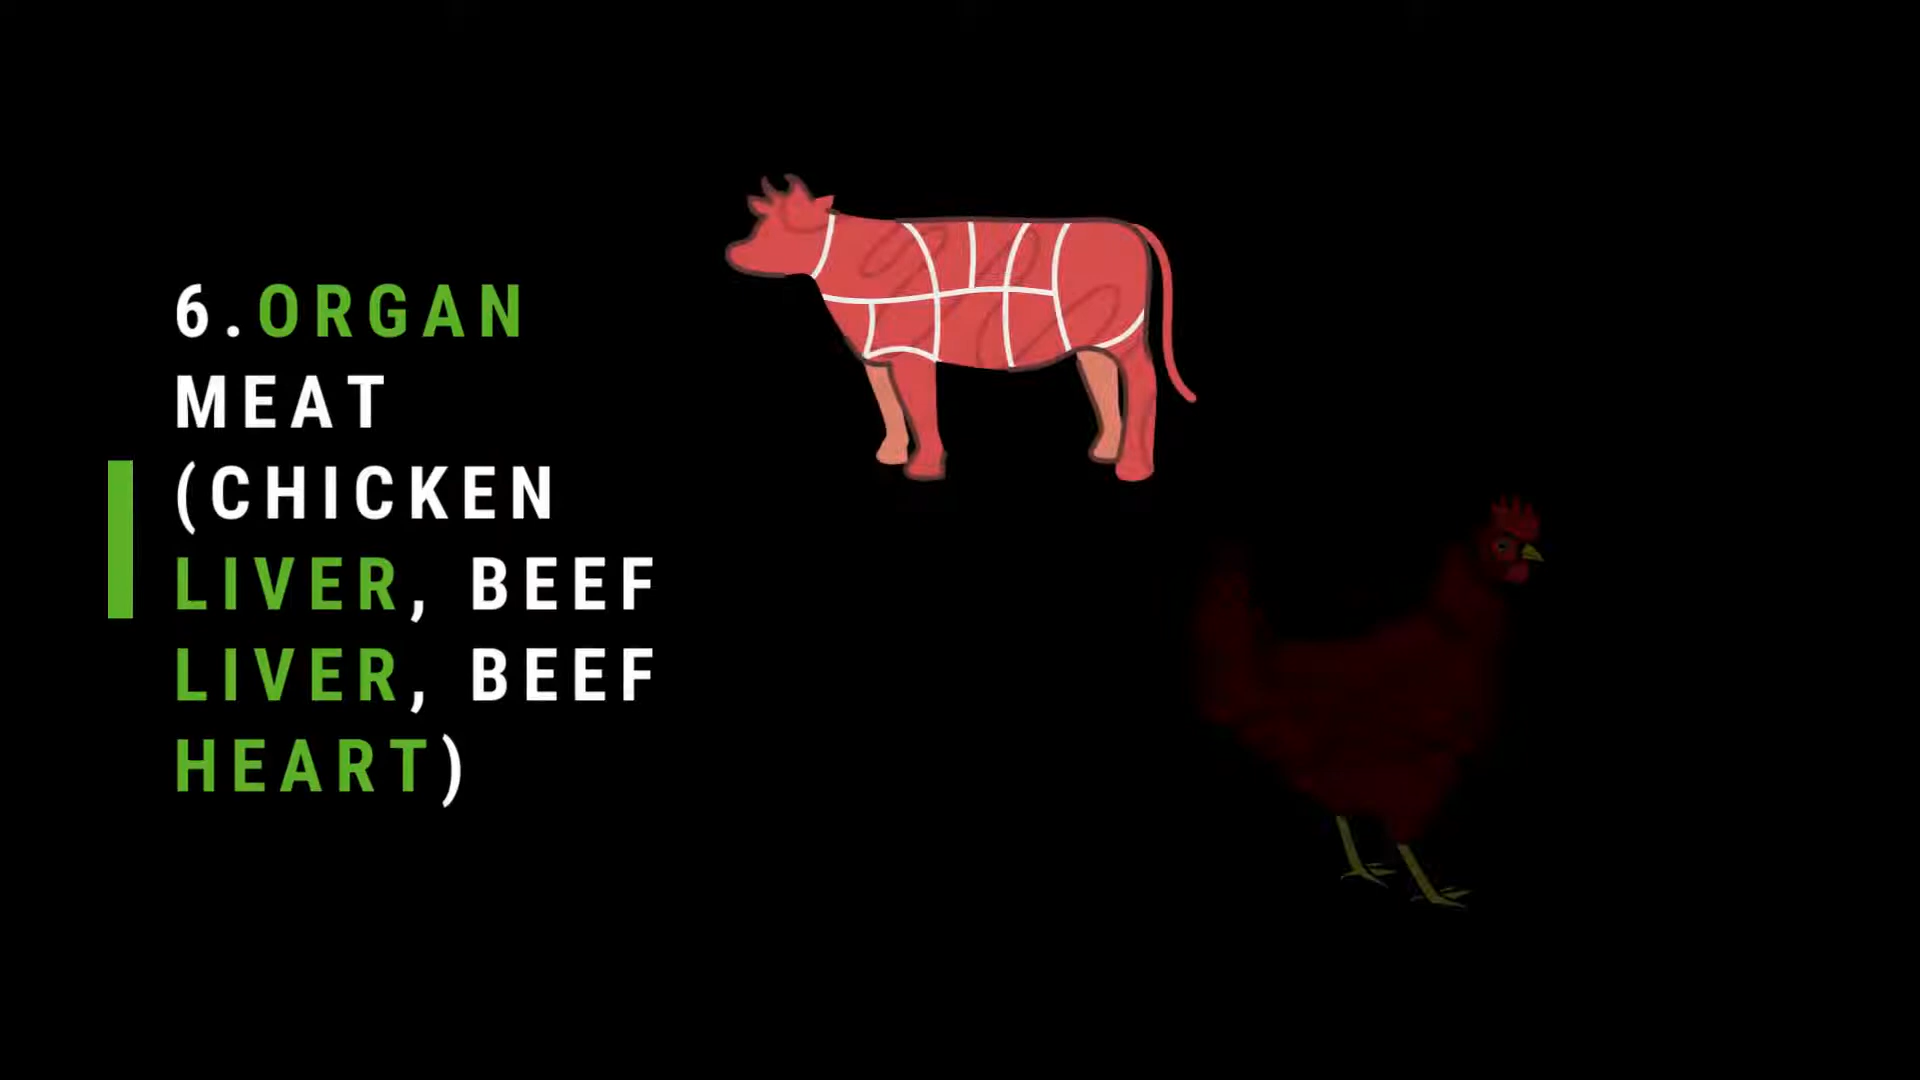 6.ORGAN
MEAT
(CHICKEN
LIVER, BEEF
LIVER, BEEF
HEART)